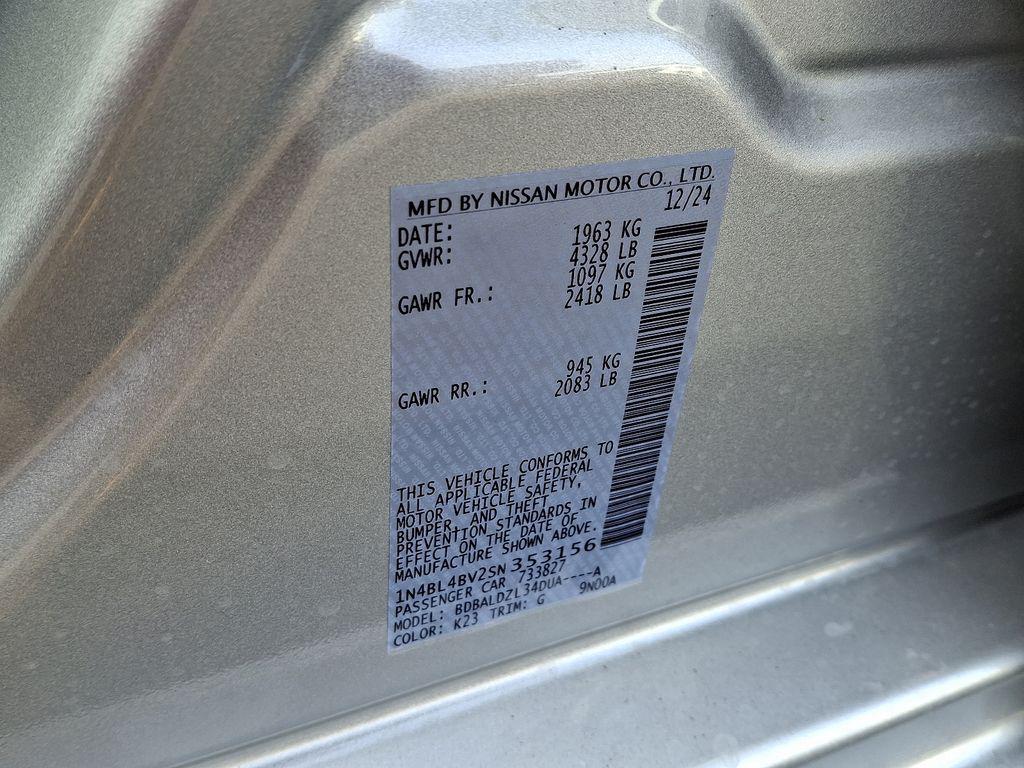 MFD BY NISSAN MOTOR CO., LTD.
DATE: 12/24
GVWR: 1963 KG
4328 LB
GAWR FR.: 1097 KG
2418 LB
GAWR RR.: 945 KG
2083 LB
THIS VEHICLE CONFORMS TO
ALL APPLICABLE FEDERAL
MOTOR VEHICLE SAFETY,
BUMPER, AND THEFT
PREVENTION STANDARDS IN
EFFECT ON THE DATE OF
MANUFACTURE SHOWN ABOVE.
1N4BL4BV2SN353156
PASSENGER CAR 733827
MODEL: BDBALDZL34DUA----A
COLOR: K23 TRIM: G 9N00A